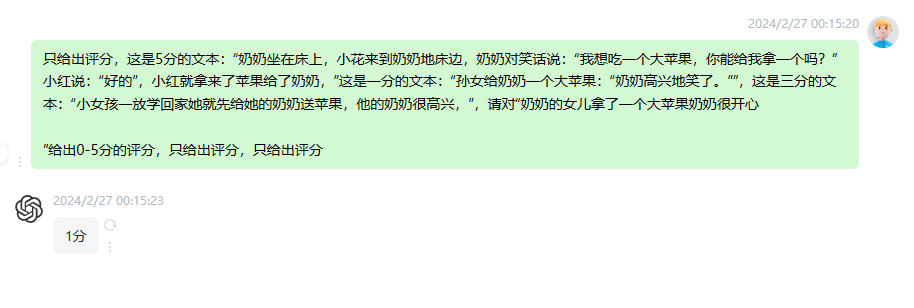 2024/2/27 00:15:20
只给出评分，这是5分的文本：“奶奶坐在床上，小花来到奶奶地床边，奶奶对笑话说：“我想吃一个大苹果，你能给我拿一个吗？”
小红说：“好的”，小红就拿来了苹果给了奶奶，”这是一分的文本：“孙女给奶奶一个大苹果：“奶奶高兴地笑了。””，这是三分的文
本：“小女孩一放学回家她就先给她的奶奶送苹果，他的奶奶很高兴，”，请对“奶奶的女儿拿了一个大苹果奶奶很开心
”给出0-5分的评分，只给出评分，只给出评分
2024/2/27 00:15:23
1分